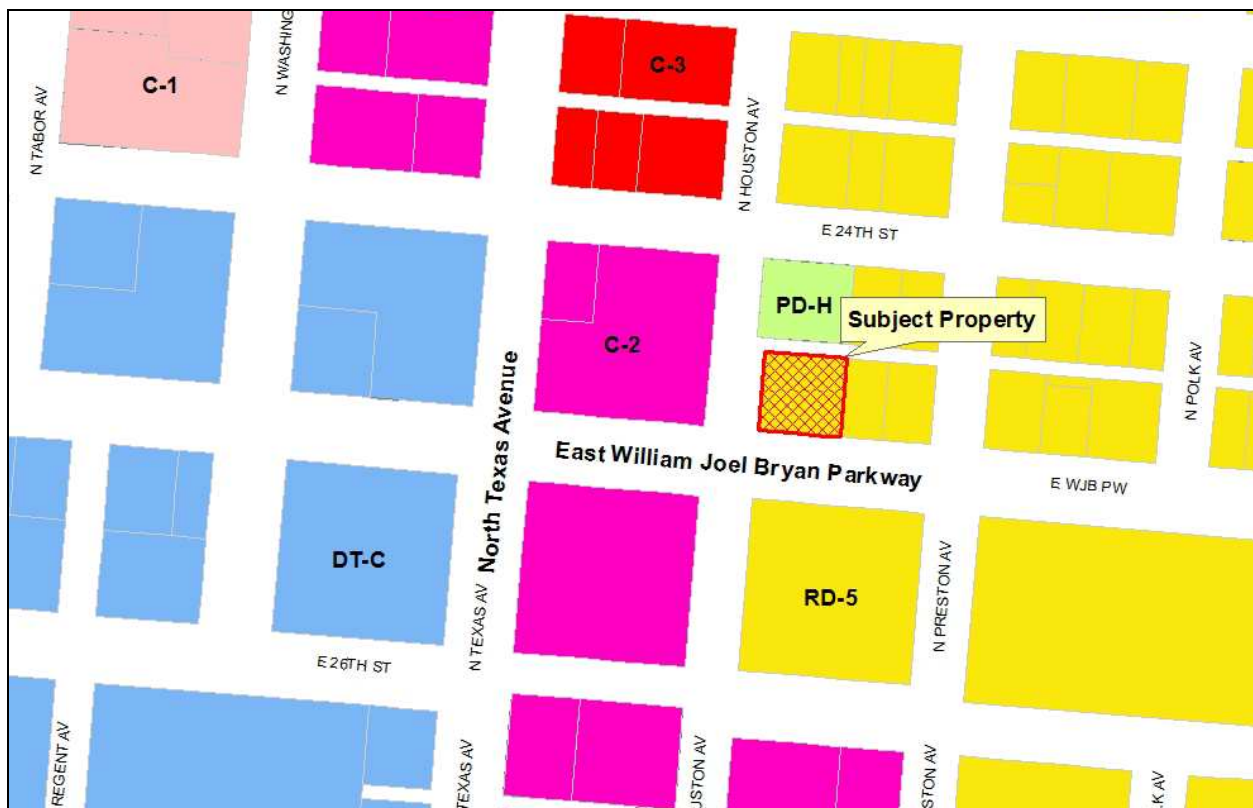 C-1
N TABOR AV
N WASHING
C-3
N HOUSTON AV
E 24TH ST
PD-H
Subject Property
C-2
N POLK AV
North Texas Avenue
East William Joel Bryan Parkway
E WJB PW
DT-C
RD-5
N PRESTON AV
N TEXAS AV
E 26TH ST
REGENT AV
TEXAS AV
USTON AV
STON AV
LK AV